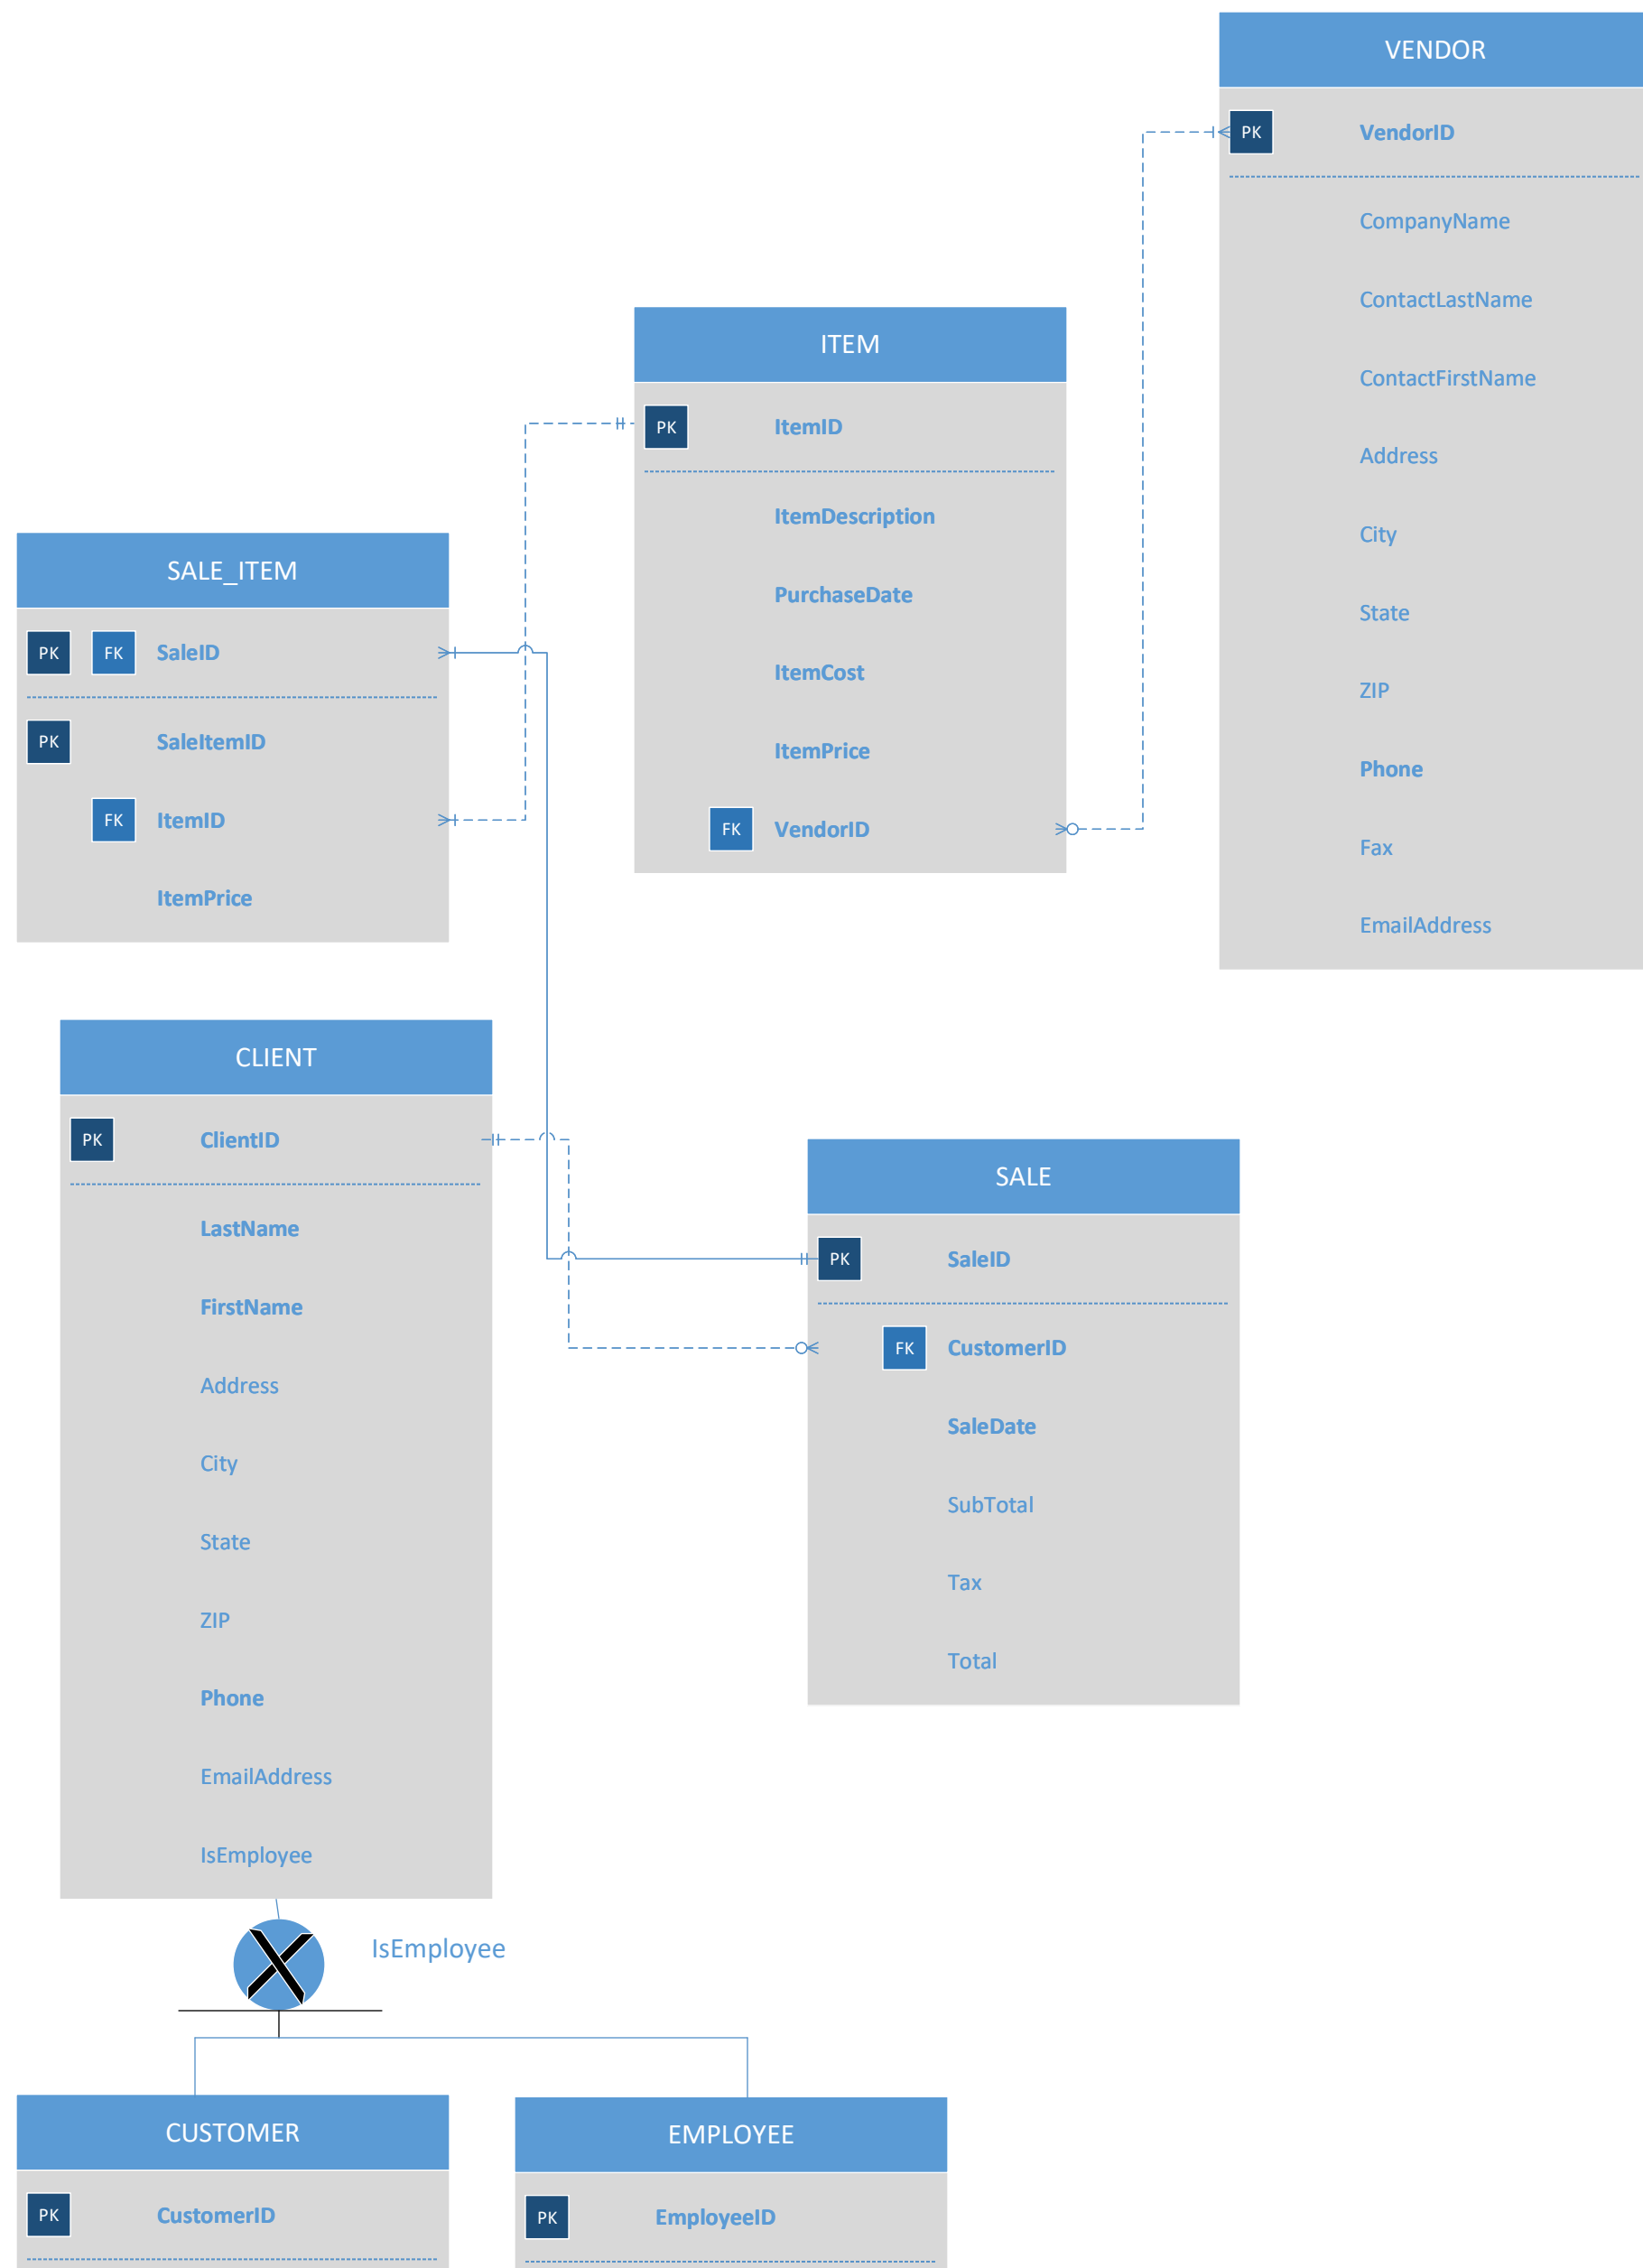 VENDOR
PK VendorID
CompanyName
ContactLastName
ContactFirstName
Address
City
State
ZIP
Phone
Fax
EmailAddress
ITEM
PK ItemID
ItemDescription
PurchaseDate
ItemCost
ItemPrice
FK VendorID
SALE_ITEM
PK FK SaleID
PK SaleItemID
FK ItemID
ItemPrice
CLIENT
PK ClientID
LastName
FirstName
Address
City
State
ZIP
Phone
EmailAddress
IsEmployee
SALE
PK SaleID
FK CustomerID
SaleDate
SubTotal
Tax
Total
IsEmployee
CUSTOMER
PK CustomerID
EMPLOYEE
PK EmployeeID